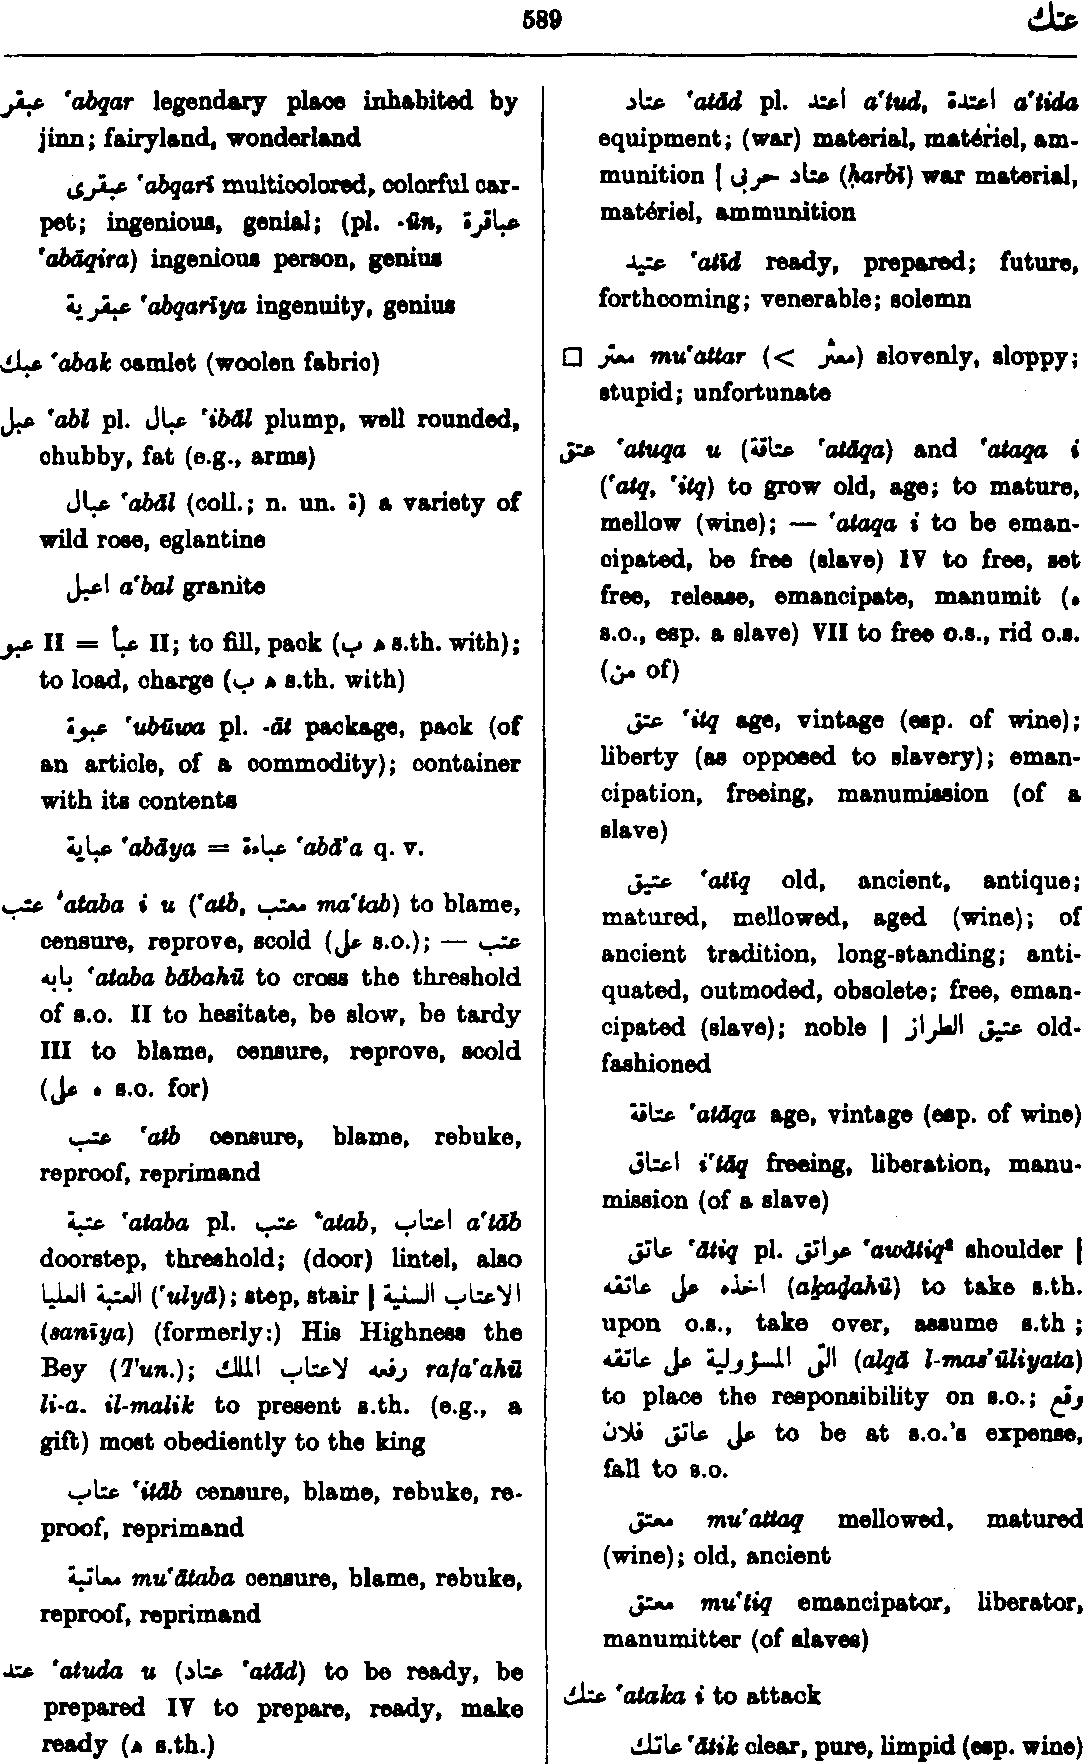 589
عتك
عبقر ‘abqar legendary place inhabited by
jinn; fairyland, wonderland
عبقرى ‘abqarī multicolored, colorful car-
pet; ingenious, genial; (pl. -ūn, عباقرة
‘abāqira) ingenious person, genius
عبقرية ‘abqarīya ingenuity, genius
عبك ‘abak camlet (woolen fabric)
عبل ‘abl pl. عبال ‘ibāl plump, well rounded,
chubby, fat (e.g., arms)
عبال ‘abāl (coll.; n. un. ة) a variety of
wild rose, eglantine
اعبل a‘bal granite
عبو II = عبأ II; to fill, pack (ه ب s.th. with);
to load, charge (ه ب s.th. with)
عبوة ‘ubūwa pl. -āt package, pack (of
an article, of a commodity); container
with its contents
عباية ‘abāya = عباءة ‘abā’a q. v.
عتب ‘ataba i u (‘atb, معتب ma‘tab) to blame,
censure, reprove, scold (على s.o.); — عتب
بابه ‘ataba bābahū to cross the threshold
of s.o. II to hesitate, be slow, be tardy
III to blame, censure, reprove, scold
(ه على s.o. for)
عتب ‘atb censure, blame, rebuke,
reproof, reprimand
عتبة ‘ataba pl. عتب ‘atab, اعتاب a‘tāb
doorstep, threshold; (door) lintel, also
العتبة العليا (‘ulyā); step, stair | الاعتاب السنية
(sanīya) (formerly:) His Highness the
Bey (Tun.); رفعه لاعتاب الملك rafa‘ahū
li-a. il-malik to present s.th. (e.g., a
gift) most obediently to the king
عتاب ‘itāb censure, blame, rebuke, re-
proof, reprimand
معاتبة mu‘ātaba censure, blame, rebuke,
reproof, reprimand
عتد ‘atuda u (عتاد ‘atād) to be ready, be
prepared IV to prepare, ready, make
ready (ه s.th.)
عتاد ‘atād pl. اعتد a‘tud, اعتدة a‘tida
equipment; (war) material, matériel, am-
munition | عتاد حربى (ḥarbī) war material,
matériel, ammunition
عتيد ‘atīd ready, prepared; future,
forthcoming; venerable; solemn
□ معتر mu‘attar (< معثر) slovenly, sloppy;
stupid; unfortunate
عتق ‘atuqa u (عتاقة ‘atāqa) and ‘ataqa i
(‘atq, ‘itq) to grow old, age; to mature,
mellow (wine); — ‘ataqa i to be eman-
cipated, be free (slave) IV to free, set
free, release, emancipate, manumit (ه
s.o., esp. a slave) VII to free o.s., rid o.s.
(من of)
عتق ‘itq age, vintage (esp. of wine);
liberty (as opposed to slavery); eman-
cipation, freeing, manumission (of a
slave)
عتيق ‘atīq old, ancient, antique;
matured, mellowed, aged (wine); of
ancient tradition, long-standing; anti-
quated, outmoded, obsolete; free, eman-
cipated (slave); noble | عتيق الطراز old-
fashioned
عتاقة ‘atāqa age, vintage (esp. of wine)
اعتاق i‘tāq freeing, liberation, manu-
mission (of a slave)
عاتق ‘ātiq pl. عواتق ‘awātiq² shoulder |
اخذه على عاتقه (akaḏahū) to take s.th.
upon o.s., take over, assume s.th ;
القى المسؤولية على عاتقه (alqā l-mas’ūliyata)
to place the responsibility on s.o.; وقع
على عاتق فلان to be at s.o.’s expense,
fall to s.o.
معتق mu‘attaq mellowed, matured
(wine); old, ancient
معتق mu‘tiq emancipator, liberator,
manumitter (of slaves)
عتك ‘ataka i to attack
عاتك ‘ātik clear, pure, limpid (esp. wine)